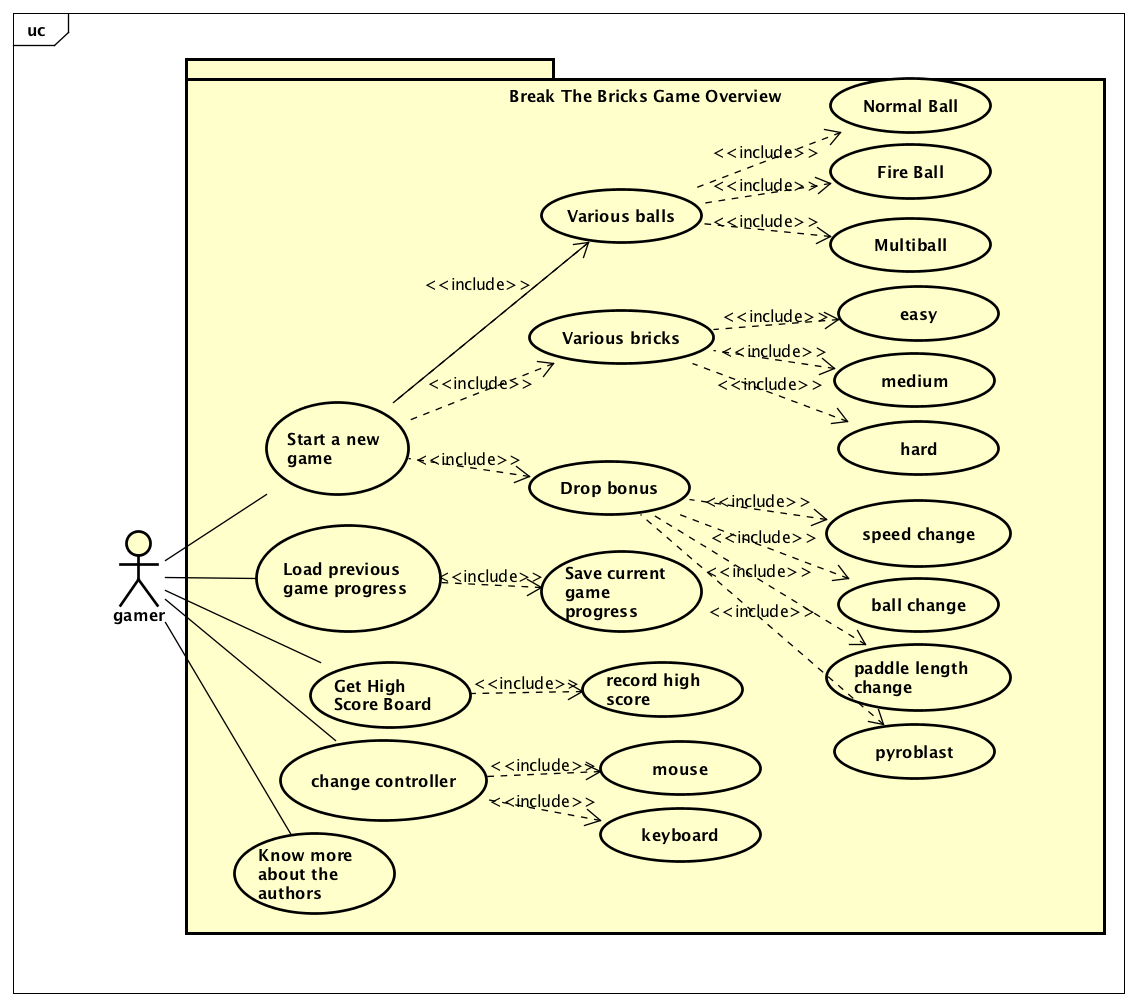 uc
Break The Bricks Game Overview
Normal Ball
<<include>>
Fire Ball
<<include>>
Various balls
<<include>>
Multiball
<<include>>
<<include>>
easy
Various bricks
<<include>>
medium
<<include>>
<<include>>
hard
Start a new
game
<<include>>
Drop bonus
<<include>>
speed change
<<include>>
Load previous
game progress
<<include>>
Save current
game
progress
<<include>>
ball change
<<include>>
gamer
paddle length
change
Get High
Score Board
<<include>>
record high
score
pyroblast
change controller
<<include>>
mouse
<<include>>
keyboard
Know more
about the
authors